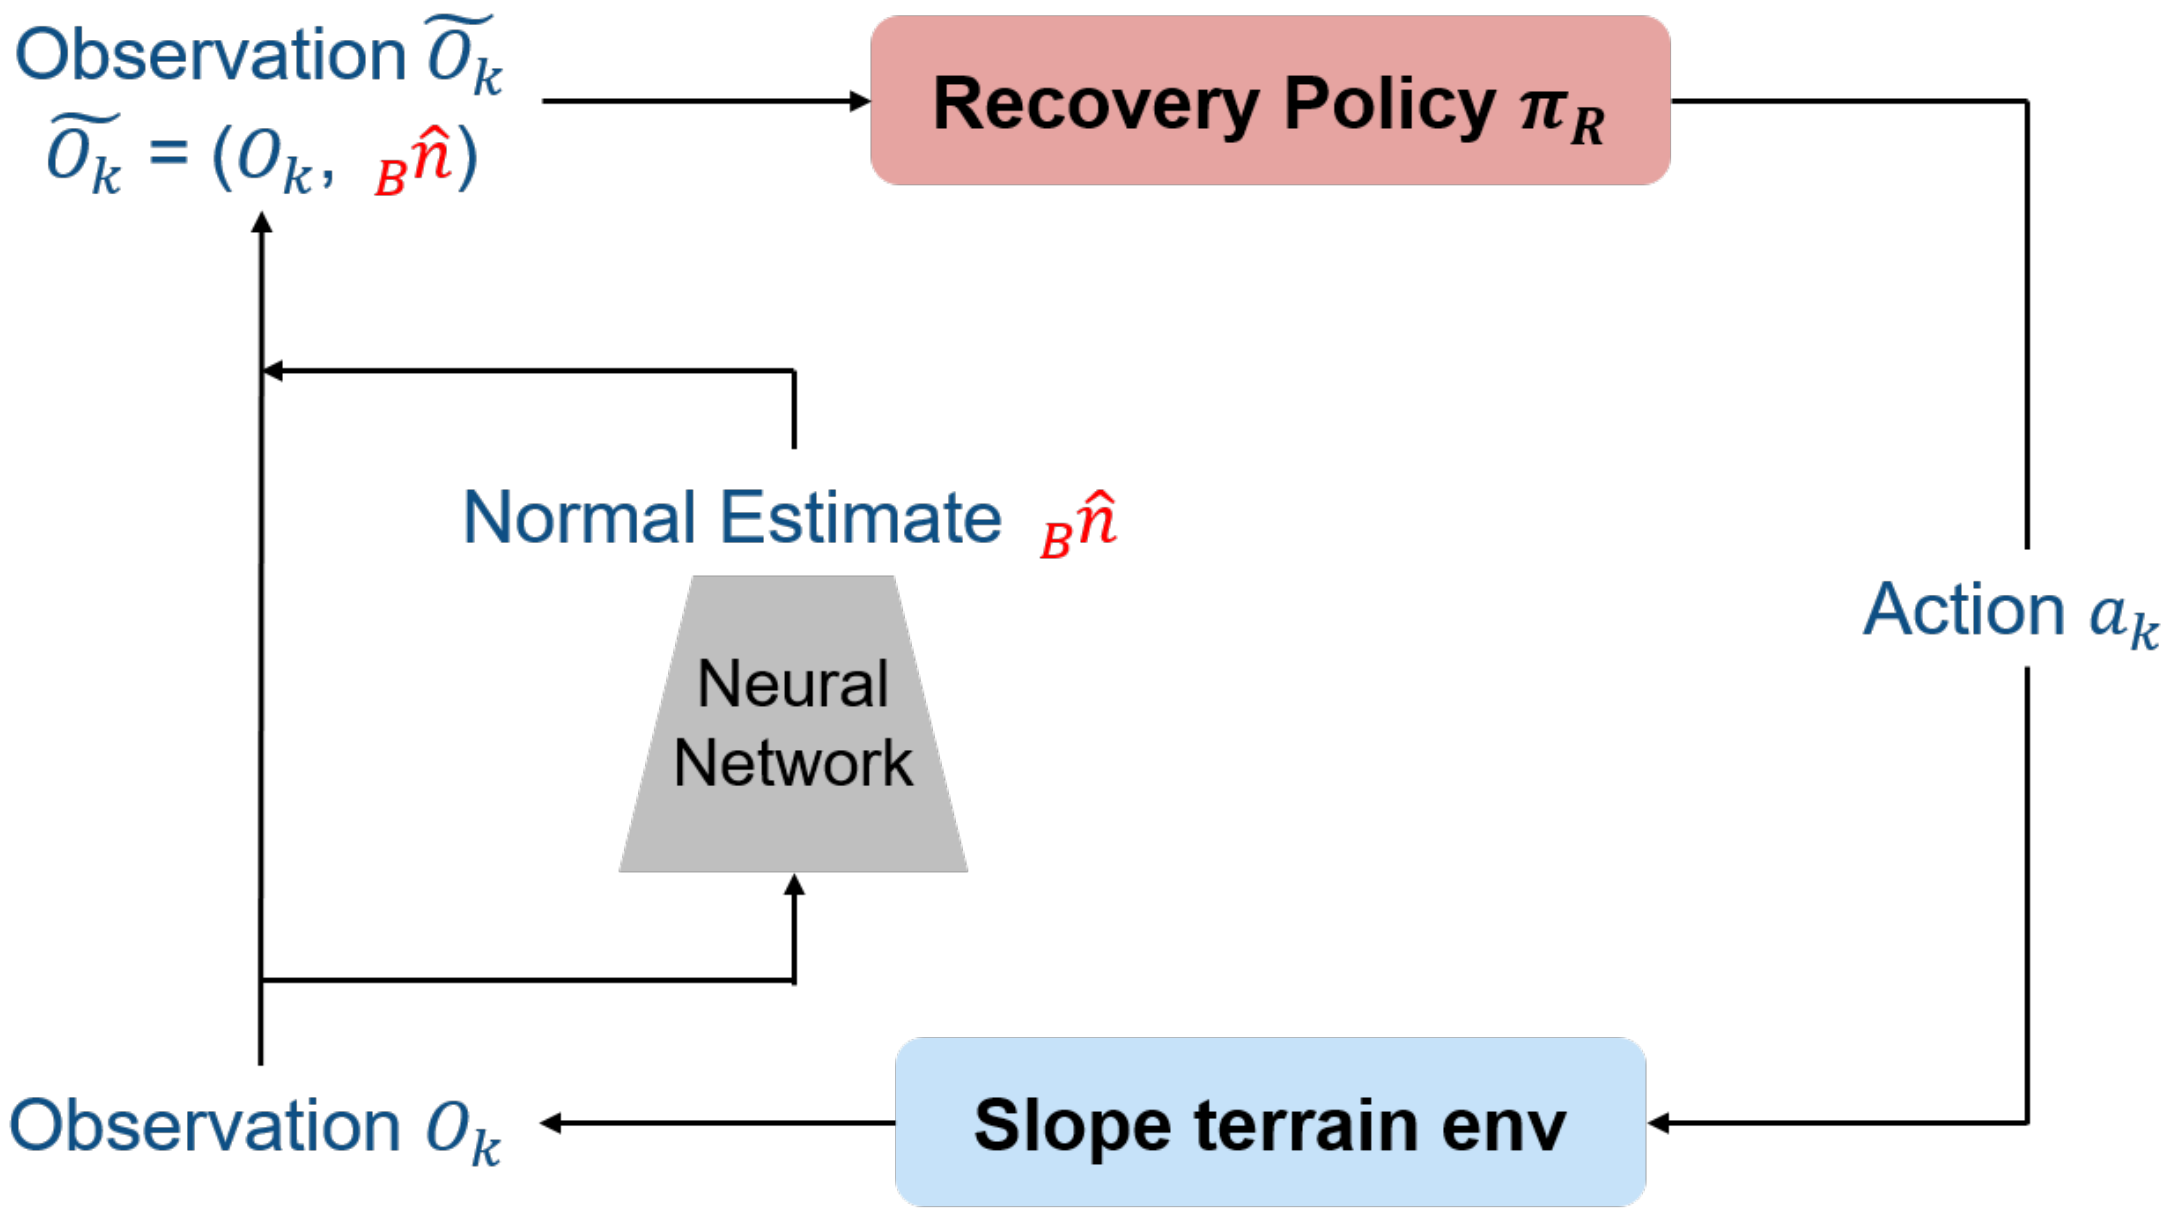 Observation Õₖ
Õₖ = (Oₖ, ᴮn̂)
Recovery Policy π_R
Normal Estimate ᴮn̂
Neural
Network
Action aₖ
Observation Oₖ
Slope terrain env